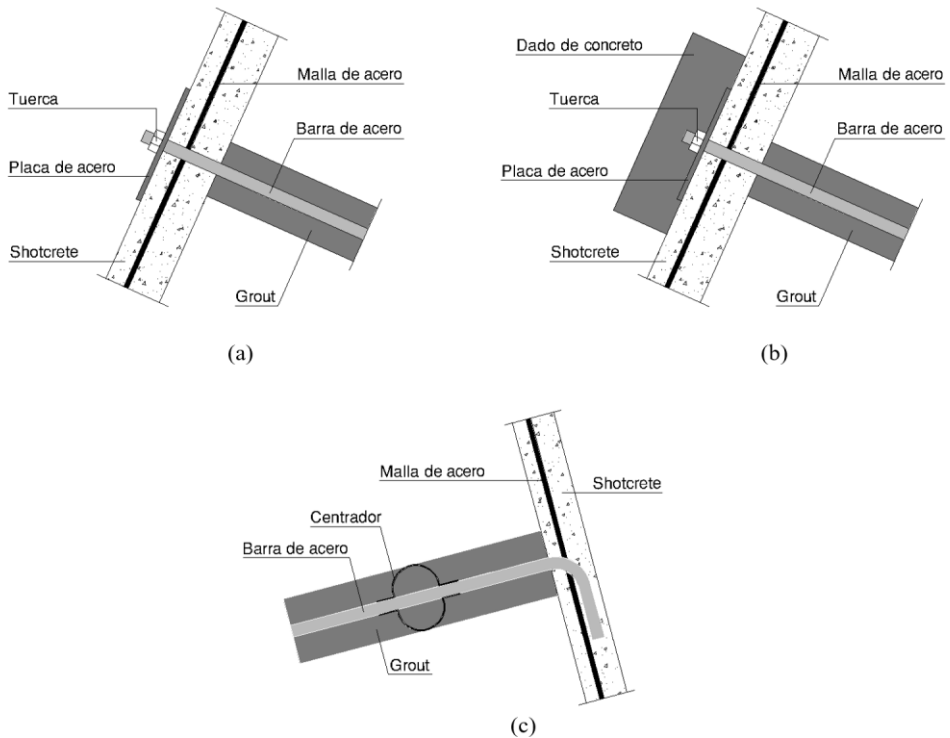 Malla de acero
Tuerca
Barra de acero
Placa de acero
Shotcrete
Grout
(a)
Dado de concreto
Malla de acero
Tuerca
Barra de acero
Placa de acero
Shotcrete
Grout
(b)
Malla de acero
Shotcrete
Centrador
Barra de acero
Grout
(c)